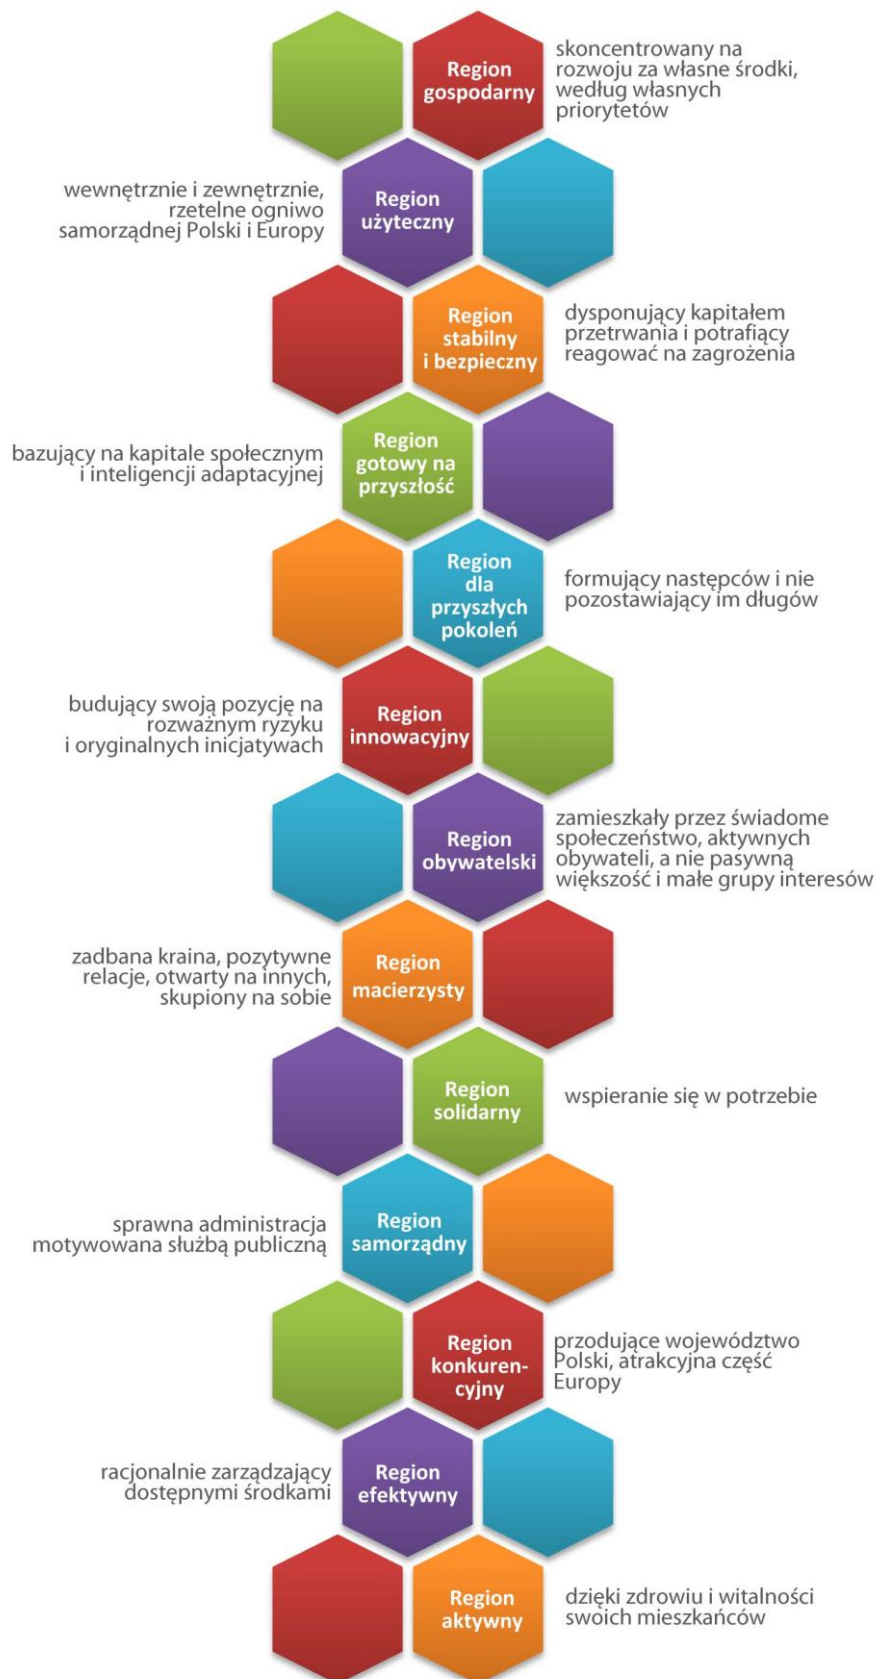 Region
gospodarny
skoncentrowany na
rozwoju za własne środki,
według własnych
priorytetów
wewnętrznie i zewnętrznie,
rzetelne ogniwo
samorządnej Polski i Europy
Region
użyteczny
Region
stabilny
i bezpieczny
dysponujący kapitałem
przetrwania i potrafiący
reagować na zagrożenia
bazujący na kapitale społecznym
i inteligencji adaptacyjnej
Region
gotowy na
przyszłość
Region
dla
przyszłych
pokoleń
formujący następców i nie
pozostawiający im długów
budujący swoją pozycję na
rozważnym ryzyku
i oryginalnych inicjatywach
Region
innowacyjny
Region
obywatelski
zamieszkały przez świadome
społeczeństwo, aktywnych
obywateli, a nie pasywną
większość i małe grupy interesów
zadbana kraina, pozytywne
relacje, otwarty na innych,
skupiony na sobie
Region
macierzysty
Region
solidarny
wspieranie się w potrzebie
sprawna administracja
motywowana służbą publiczną
Region
samorządny
Region
konkuren-
cyjny
przodujące województwo
Polski, atrakcyjna część
Europy
racjonalnie zarządzający
dostępnymi środkami
Region
efektywny
Region
aktywny
dzięki zdrowiu i witalności
swoich mieszkańców